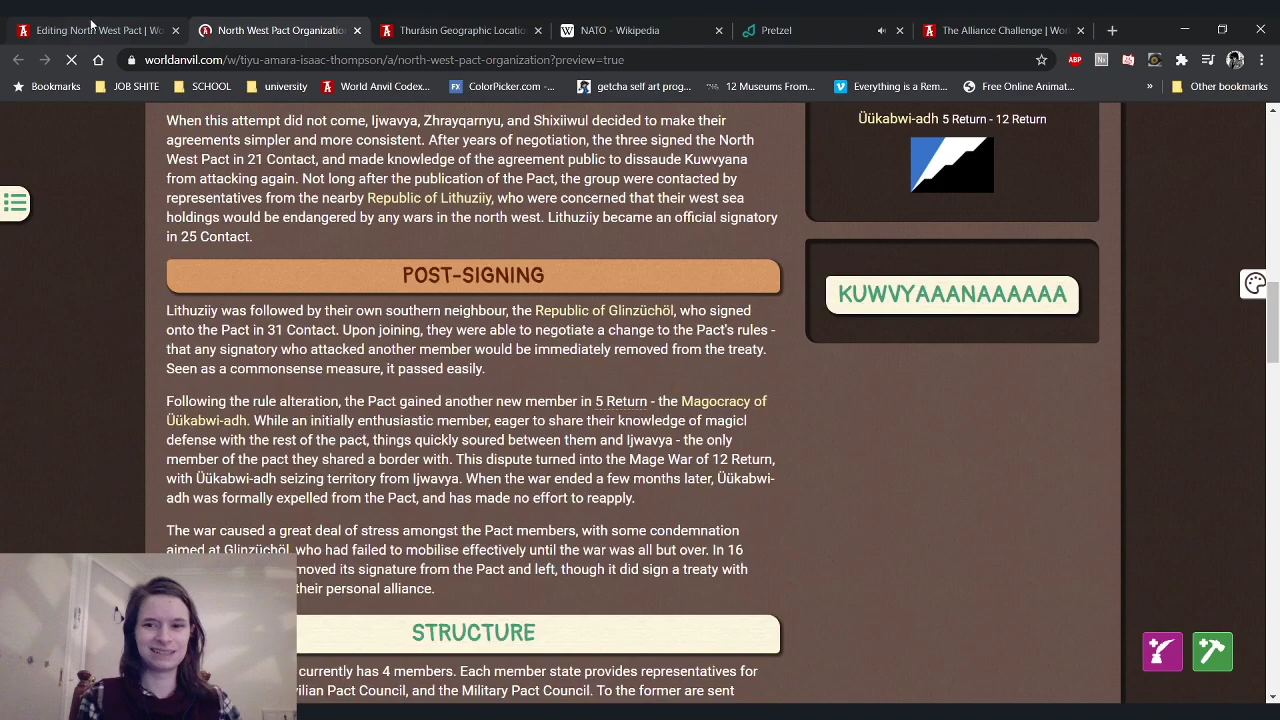 Editing North West Pact | Wo
North West Pact Organizatio
Thurásin Geographic Locatio
NATO - Wikipedia
Pretzel
The Alliance Challenge | Wo
worldanvil.com/w/tiyu-amara-isaac-thompson/a/north-west-pact-organization?preview=true
Bookmarks
JOB SHITE
SCHOOL
university
World Anvil Codex...
ColorPicker.com -...
getcha self art prog...
12 Museums From...
Everything is a Rem...
Free Online Animat...
»
Other bookmarks
When this attempt did not come, Ijwavya, Zhrayqarnyu, and Shixiiwul decided to make their
agreements simpler and more consistent. After years of negotiation, the three signed the North
West Pact in 21 Contact, and made knowledge of the agreement public to dissaude Kuwvyana
from attacking again. Not long after the publication of the Pact, the group were contacted by
representatives from the nearby Republic of Lithuziiy, who were concerned that their west sea
holdings would be endangered by any wars in the north west. Lithuziiy became an official signatory
in 25 Contact.
POST-SIGNING
Lithuziiy was followed by their own southern neighbour, the Republic of Glinzüchöl, who signed
onto the Pact in 31 Contact. Upon joining, they were able to negotiate a change to the Pact's rules -
that any signatory who attacked another member would be immediately removed from the treaty.
Seen as a commonsense measure, it passed easily.
Following the rule alteration, the Pact gained another new member in 5 Return - the Magocracy of
Üükabwi-adh. While an initially enthusiastic member, eager to share their knowledge of magicl
defense with the rest of the pact, things quickly soured between them and Ijwavya - the only
member of the pact they shared a border with. This dispute turned into the Mage War of 12 Return,
with Üükabwi-adh seizing territory from Ijwavya. When the war ended a few months later, Üükabwi-
adh was formally expelled from the Pact, and has made no effort to reapply.
The war caused a great deal of stress amongst the Pact members, with some condemnation
aimed at Glinzüchöl, who had failed to mobilise effectively until the war was all but over. In 16
moved its signature from the Pact and left, though it did sign a treaty with
their personal alliance.
STRUCTURE
currently has 4 members. Each member state provides representatives for
vilian Pact Council, and the Military Pact Council. To the former are sent
Üükabwi-adh 5 Return - 12 Return
KUWVYAAANAAAAAA